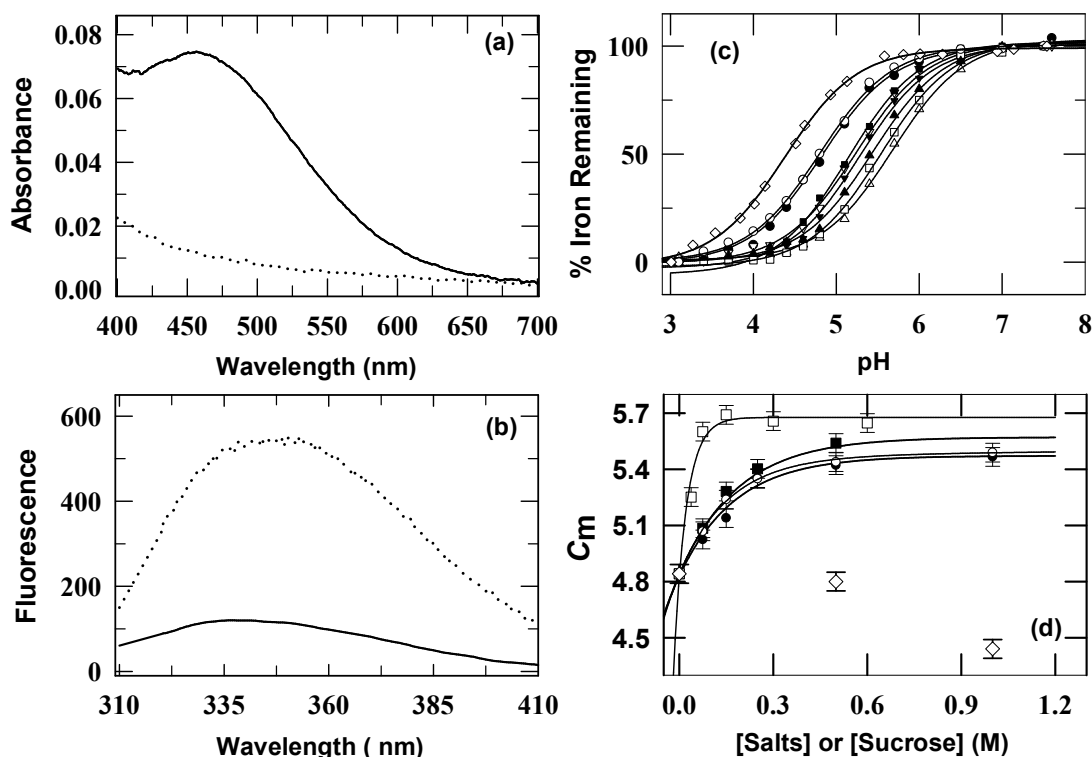 (a)
Absorbance
0.08
0.06
0.04
0.02
0.00
400 450 500 550 600 650 700
Wavelength (nm)
(c)
% Iron Remaining
100
50
0
3 4 5 6 7 8
pH
(b)
Fluorescence
600
400
200
0
310 335 360 385 410
Wavelength ( nm)
(d)
Cm
5.7
5.4
5.1
4.8
4.5
0.0 0.3 0.6 0.9 1.2
[Salts] or [Sucrose] (M)